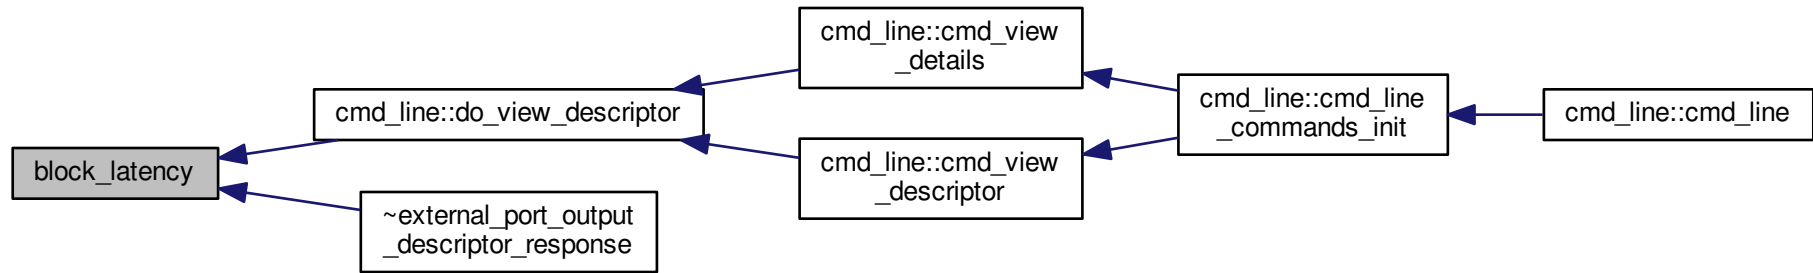 block_latency
cmd_line::do_view_descriptor
~external_port_output
_descriptor_response
cmd_line::cmd_view
_details
cmd_line::cmd_view
_descriptor
cmd_line::cmd_line
_commands_init
cmd_line::cmd_line